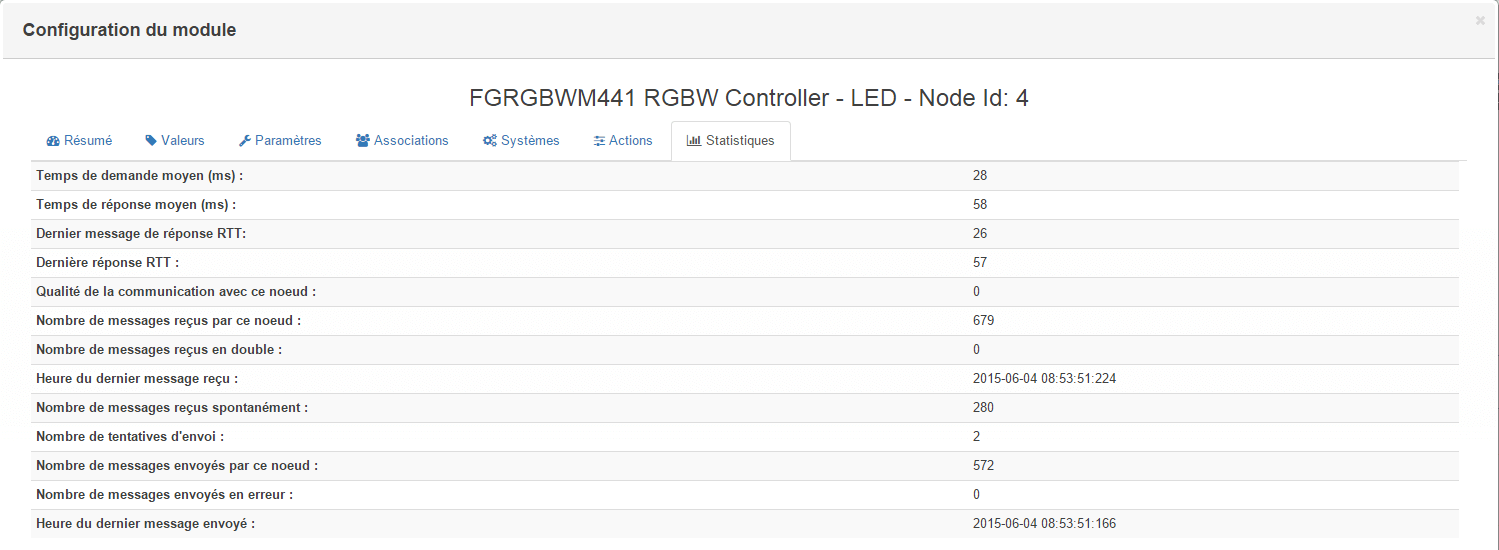 Configuration du module
×
FGRGBWM441 RGBW Controller - LED - Node Id: 4
Résumé Valeurs Paramètres Associations Systèmes Actions Statistiques
Temps de demande moyen (ms) : 28
Temps de réponse moyen (ms) : 58
Dernier message de réponse RTT: 26
Dernière réponse RTT : 57
Qualité de la communication avec ce noeud : 0
Nombre de messages reçus par ce noeud : 679
Nombre de messages reçus en double : 0
Heure du dernier message reçu : 2015-06-04 08:53:51:224
Nombre de messages reçus spontanément : 280
Nombre de tentatives d'envoi : 2
Nombre de messages envoyés par ce noeud : 572
Nombre de messages envoyés en erreur : 0
Heure du dernier message envoyé : 2015-06-04 08:53:51:166